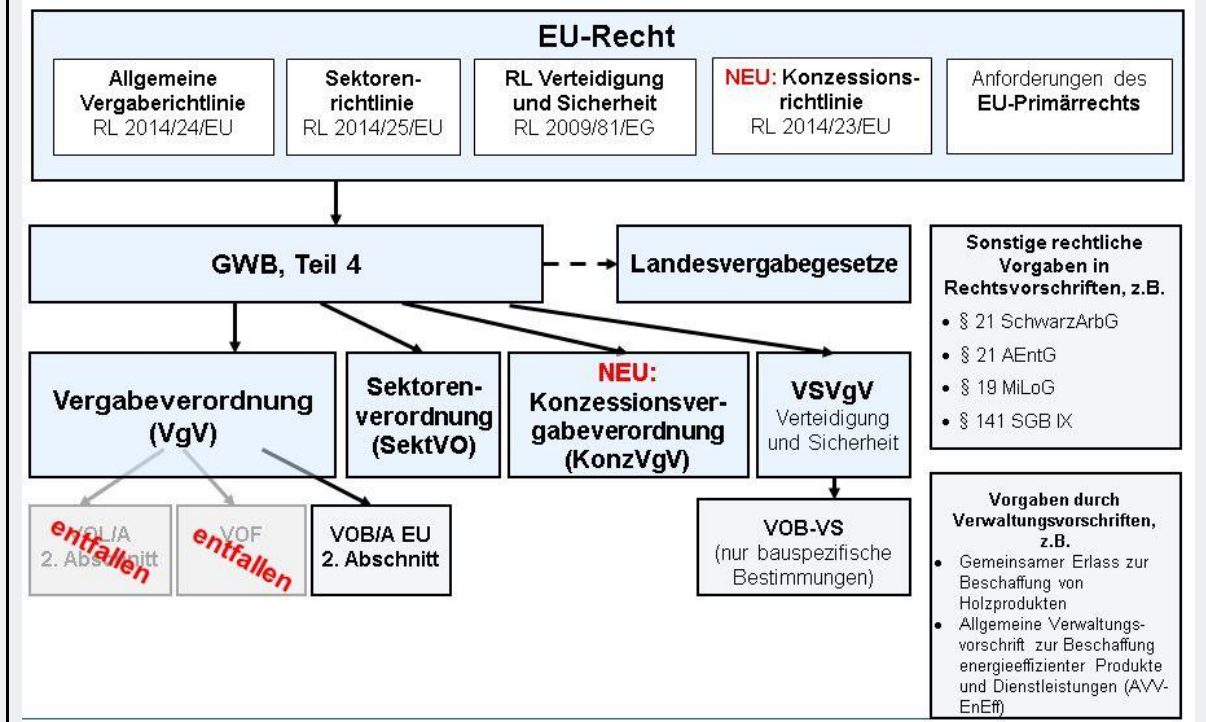 EU-Recht
Allgemeine
Vergaberichtlinie
RL 2014/24/EU
Sektoren-
richtlinie
RL 2014/25/EU
RL Verteidigung
und Sicherheit
RL 2009/81/EG
NEU: Konzessions-
richtlinie
RL 2014/23/EU
Anforderungen des
EU-Primärrechts
GWB, Teil 4
Landesvergabegesetze
Vergabeverordnung
(VgV)
Sektoren-
verordnung
(SektVO)
NEU:
Konzessionsver-
gabeverordnung
(KonzVgV)
VSVgV
Verteidigung
und Sicherheit
VOL/A
2. Abschnitt
entfallen
VOF
entfallen
VOB/A EU
2. Abschnitt
VOB-VS
(nur bauspezifische
Bestimmungen)
Sonstige rechtliche
Vorgaben in
Rechtsvorschriften, z.B.
• § 21 SchwarzArbG
• § 21 AEntG
• § 19 MiLoG
• § 141 SGB IX
Vorgaben durch
Verwaltungsvorschriften,
z.B.
• Gemeinsamer Erlass zur
Beschaffung von
Holzprodukten
• Allgemeine Verwaltungs-
vorschrift zur Beschaffung
energieeffizienter Produkte
und Dienstleistungen (AVV-
EnEff)